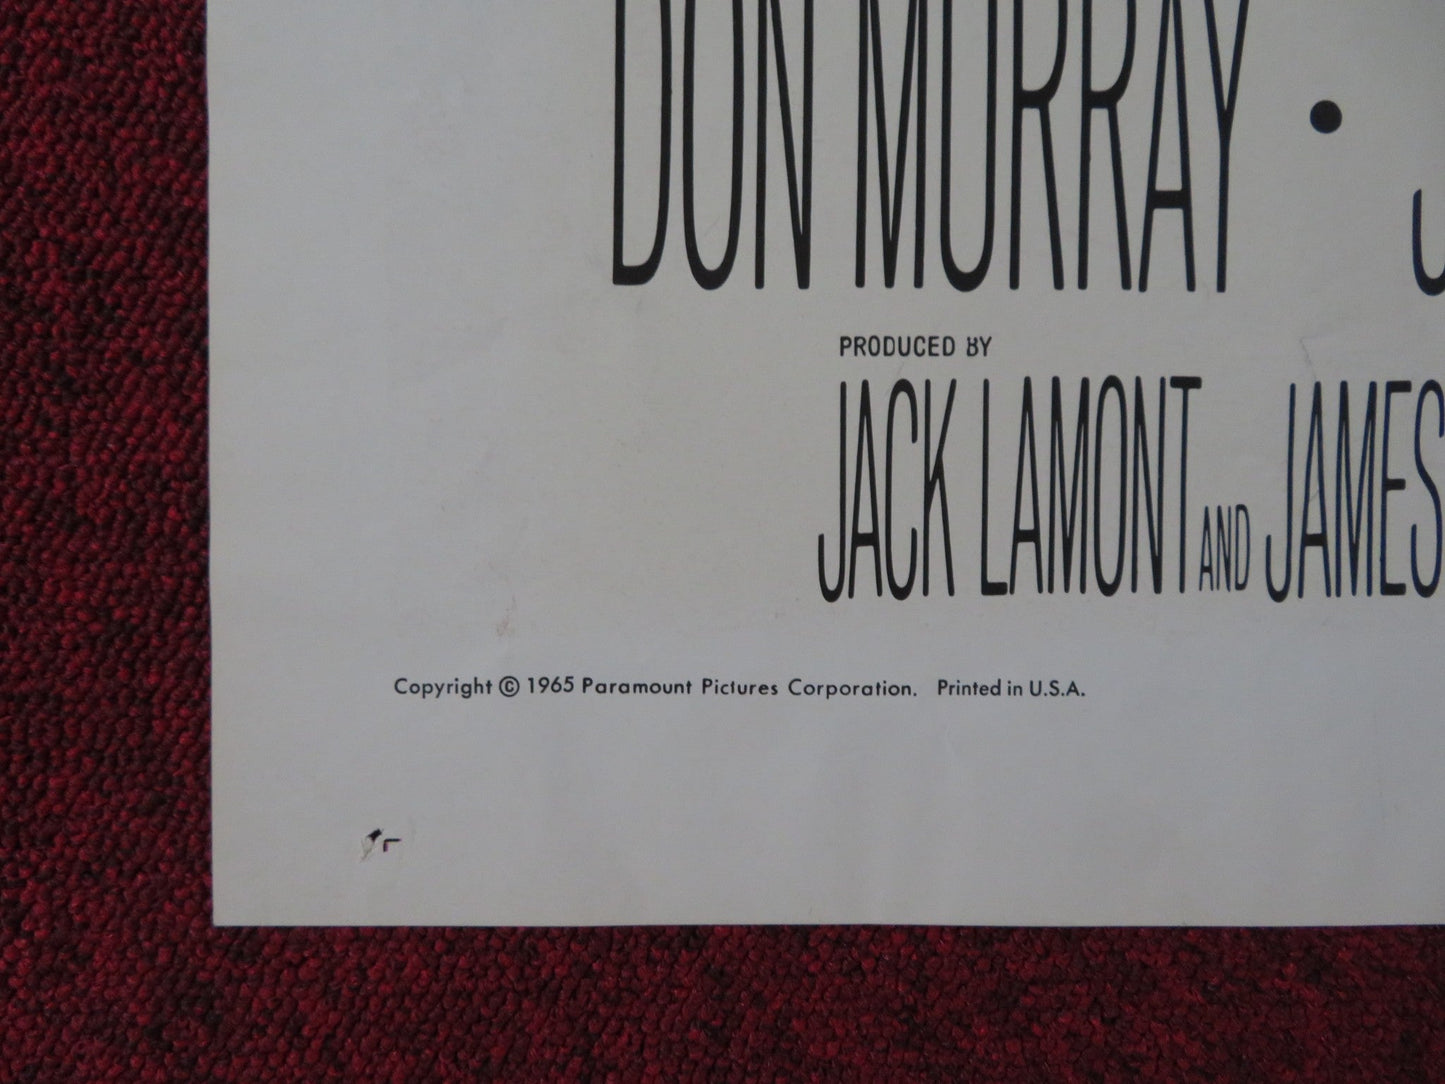 DON MURRAY •
PRODUCED BY
JACK LAMONT AND JAMES
Copyright © 1965 Paramount Pictures Corporation. Printed in U.S.A.